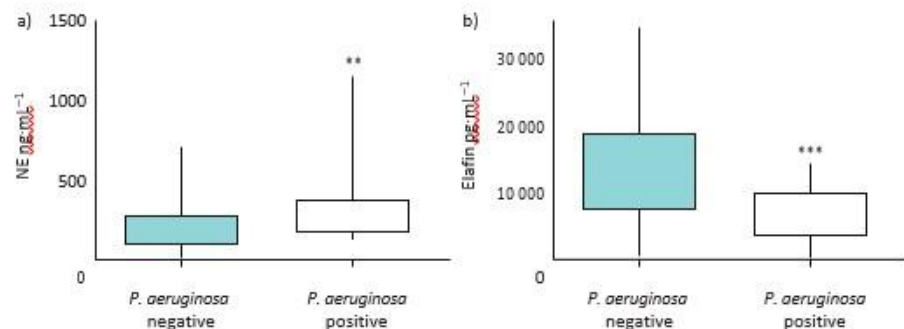 a)
1500
1000
500
0
NE ng·mL⁻¹
**
P. aeruginosa
negative
P. aeruginosa
positive
b)
30 000
20 000
10 000
0
Elafin pg·mL⁻¹
***
P. aeruginosa
negative
P. aeruginosa
positive